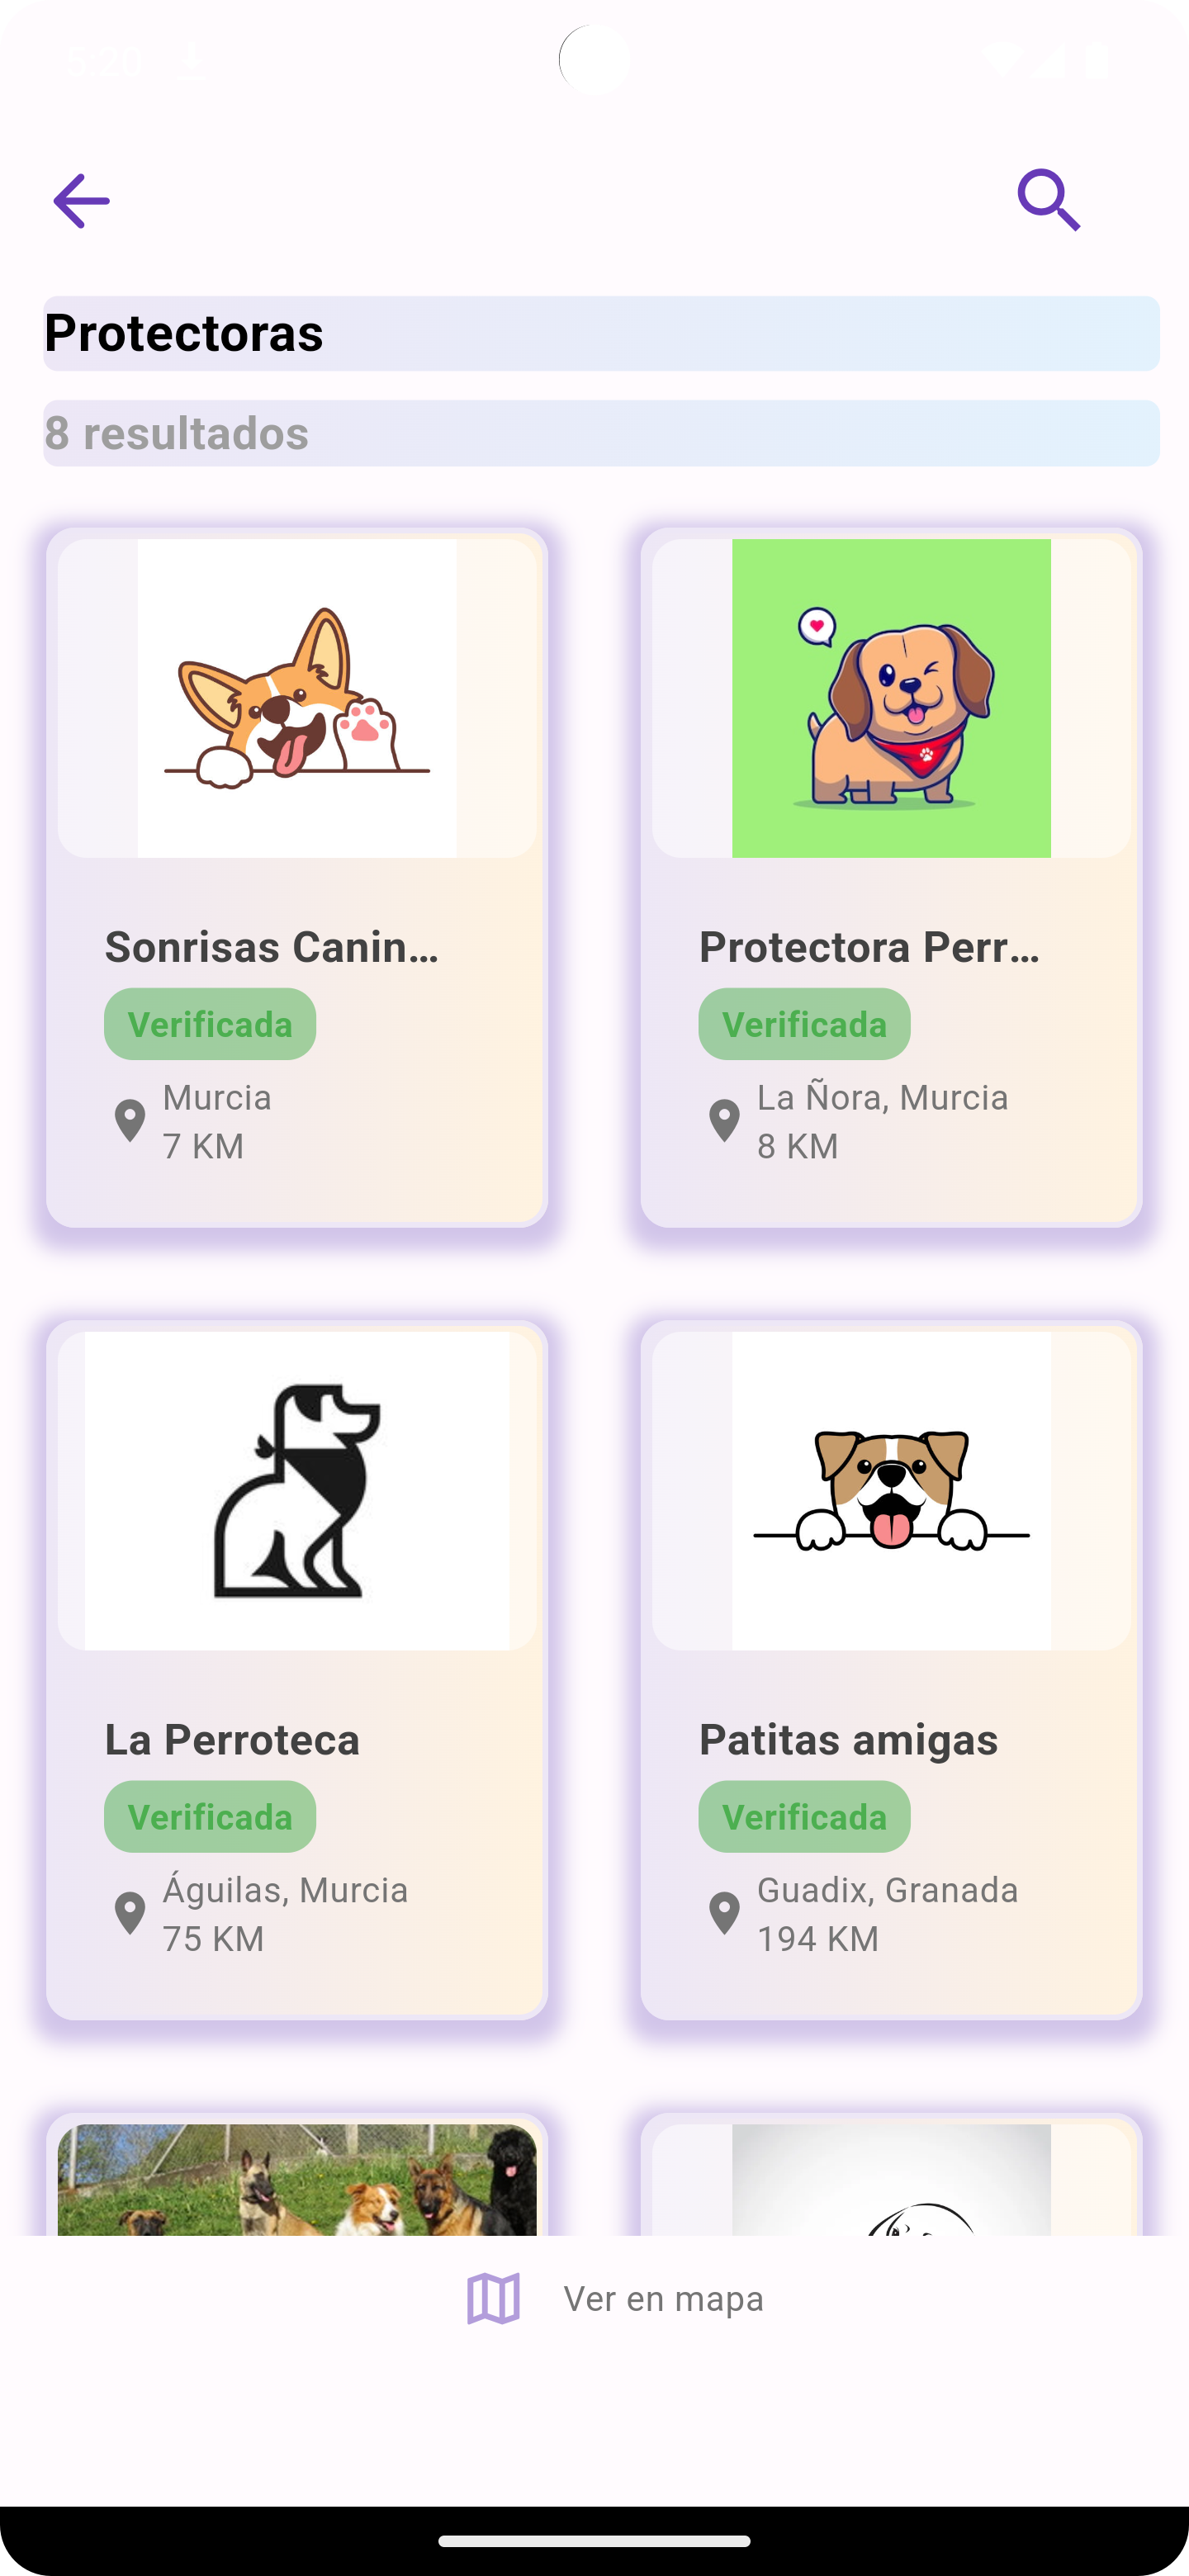 Protectoras
8 resultados
Sonrisas Canin...
Verificada
Murcia
7 KM
Protectora Perr...
Verificada
La Ñora, Murcia
8 KM
La Perroteca
Verificada
Águilas, Murcia
75 KM
Patitas amigas
Verificada
Guadix, Granada
194 KM
Ver en mapa